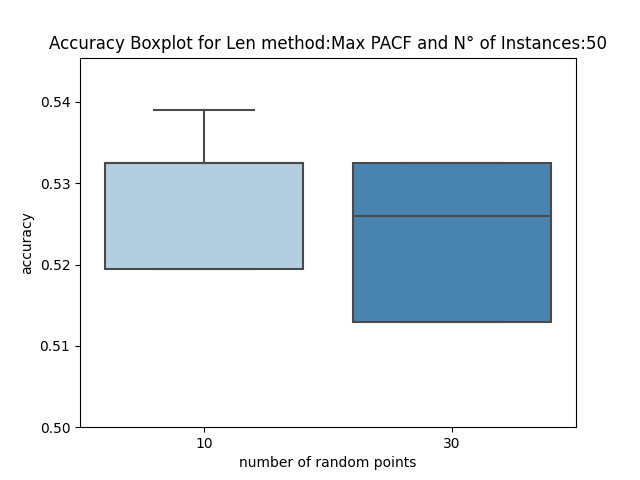 Accuracy Boxplot for Len method:Max PACF and N° of Instances:50
accuracy
0.54
0.53
0.52
0.51
0.50
10 30
number of random points